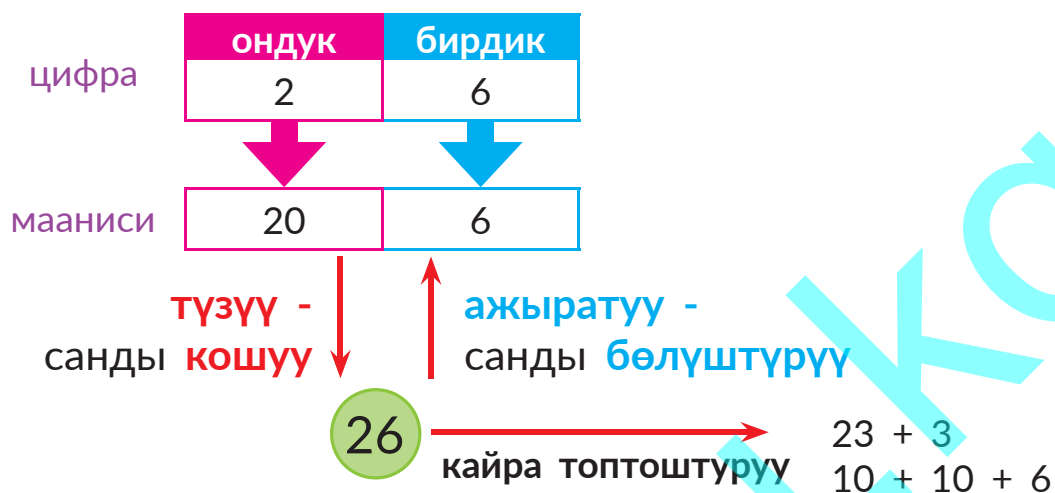 ондук бирдик
цифра 2 6
мааниси 20 6
түзүү - ажыратуу -
санды кошуу санды бөлүштүрүү
26 23 + 3
кайра топтоштуруу 10 + 10 + 6